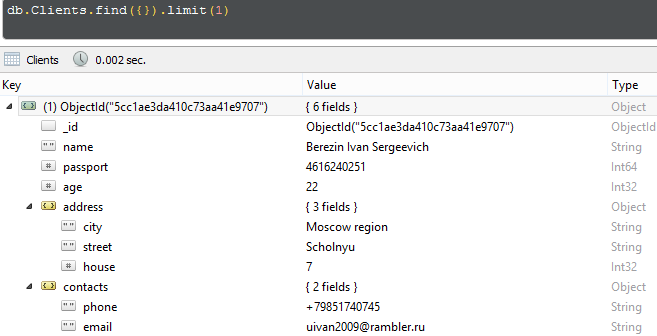 db.Clients.find({}).limit(1)
Clients 0.002 sec.
Key Value Type
(1) ObjectId("5cc1ae3da410c73aa41e9707") { 6 fields } Object
_id ObjectId("5cc1ae3da410c73aa41e9707") ObjectId
" " name Berezin Ivan Sergeevich String
# passport 4616240251 Int64
# age 22 Int32
address { 3 fields } Object
" " city Moscow region String
" " street Scholnyu String
# house 7 Int32
contacts { 2 fields } Object
" " phone +79851740745 String
" " email uivan2009@rambler.ru String